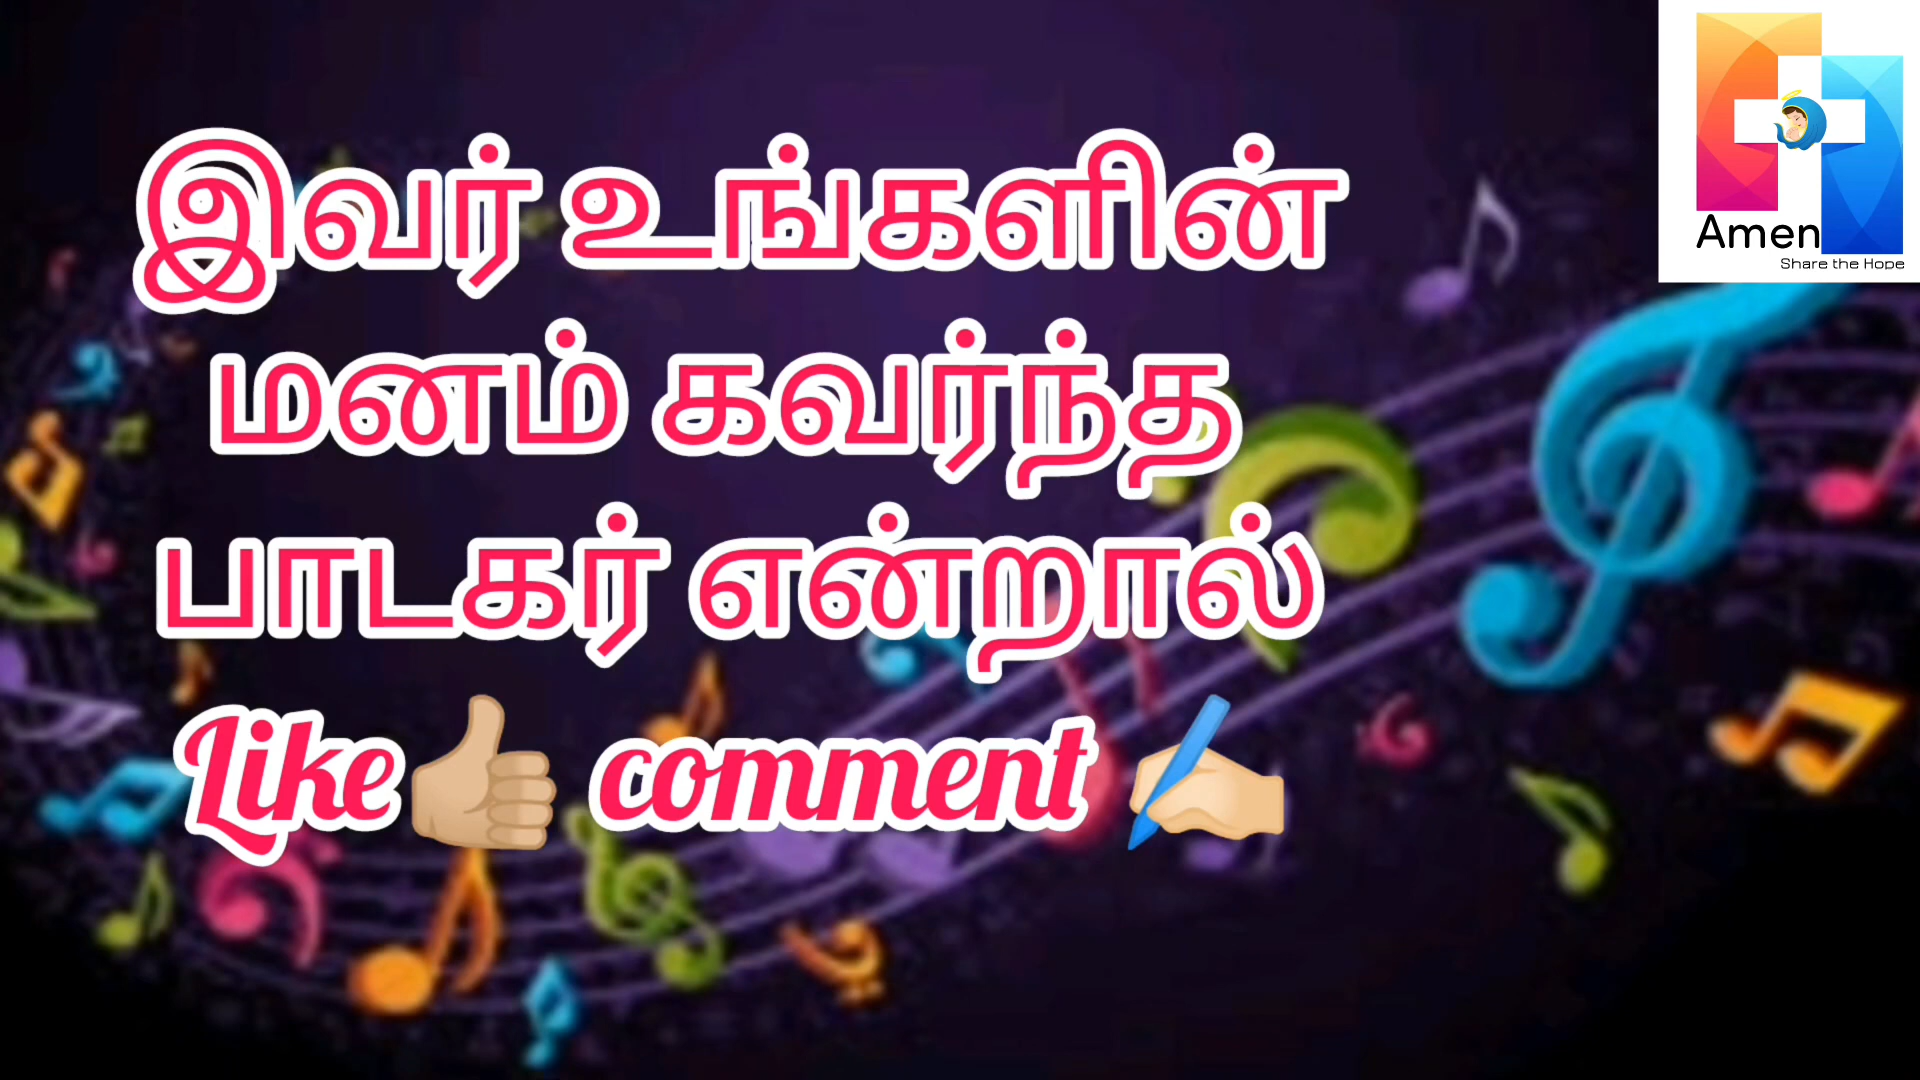 இவர் உங்களின்
மனம் கவர்ந்த
பாடகர் என்றால்
Like👍🏼 comment ✍🏻
Amen
Share the Hope